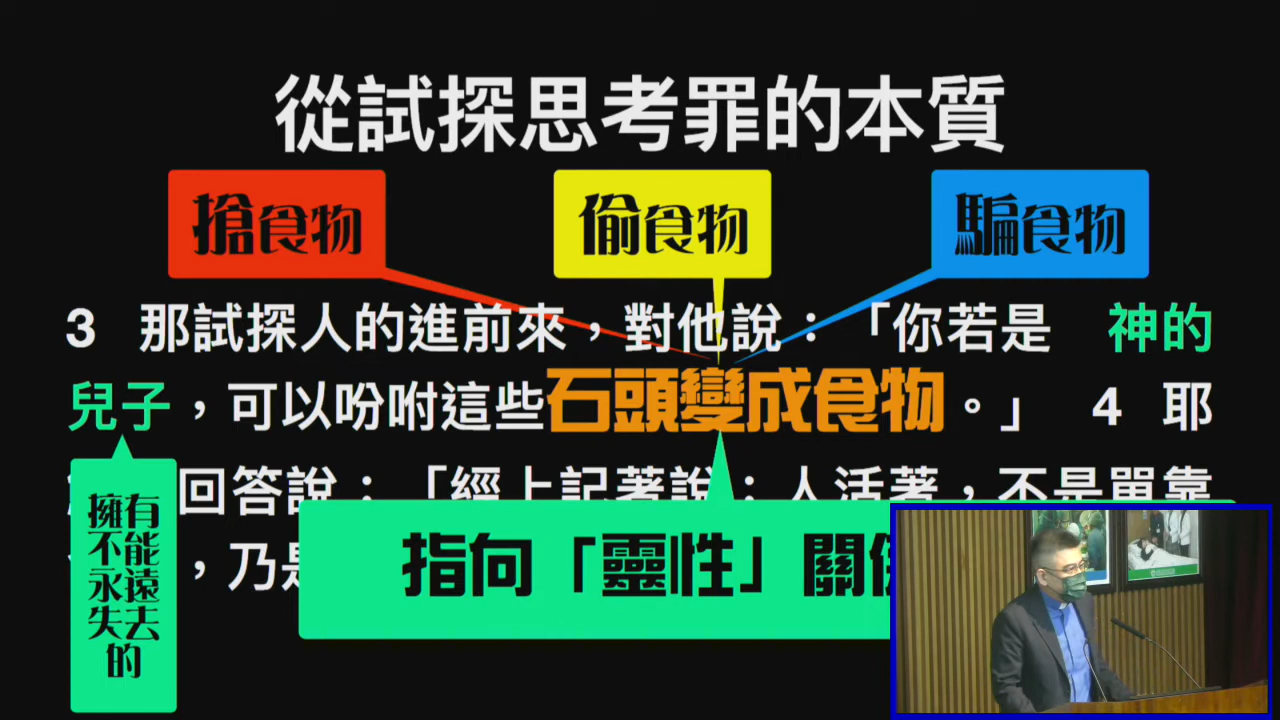 從試探思考罪的本質
搶食物
偷食物
騙食物
3 那試探人的進前來，對他說：「你若是 神的
兒子，可以吩咐這些石頭變成食物。」 4 耶
回答說：「經上記著說：人活著，不是單靠
，乃是
擁有
不能
永遠
失去
的
指向「靈性」關係